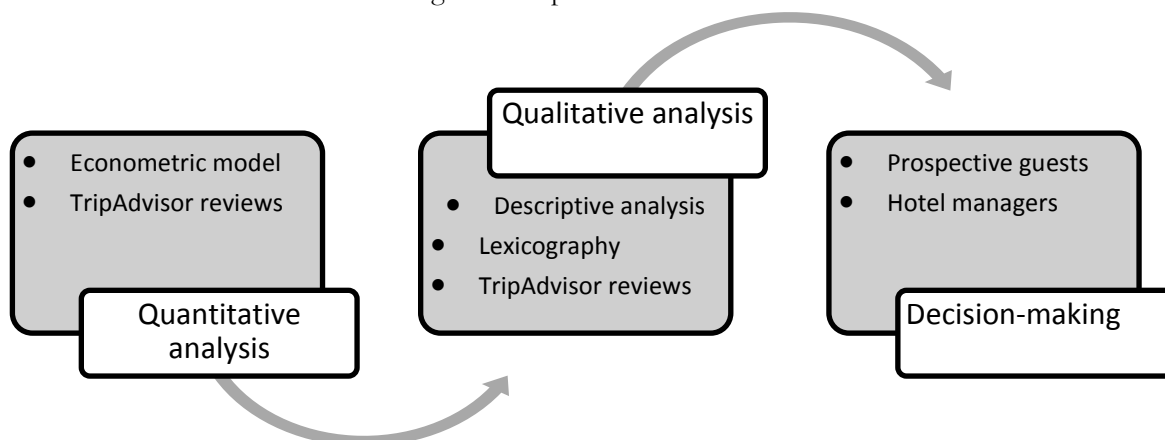 • Econometric model
• TripAdvisor reviews
Quantitative
analysis
Qualitative analysis
• Descriptive analysis
• Lexicography
• TripAdvisor reviews
• Prospective guests
• Hotel managers
Decision-making